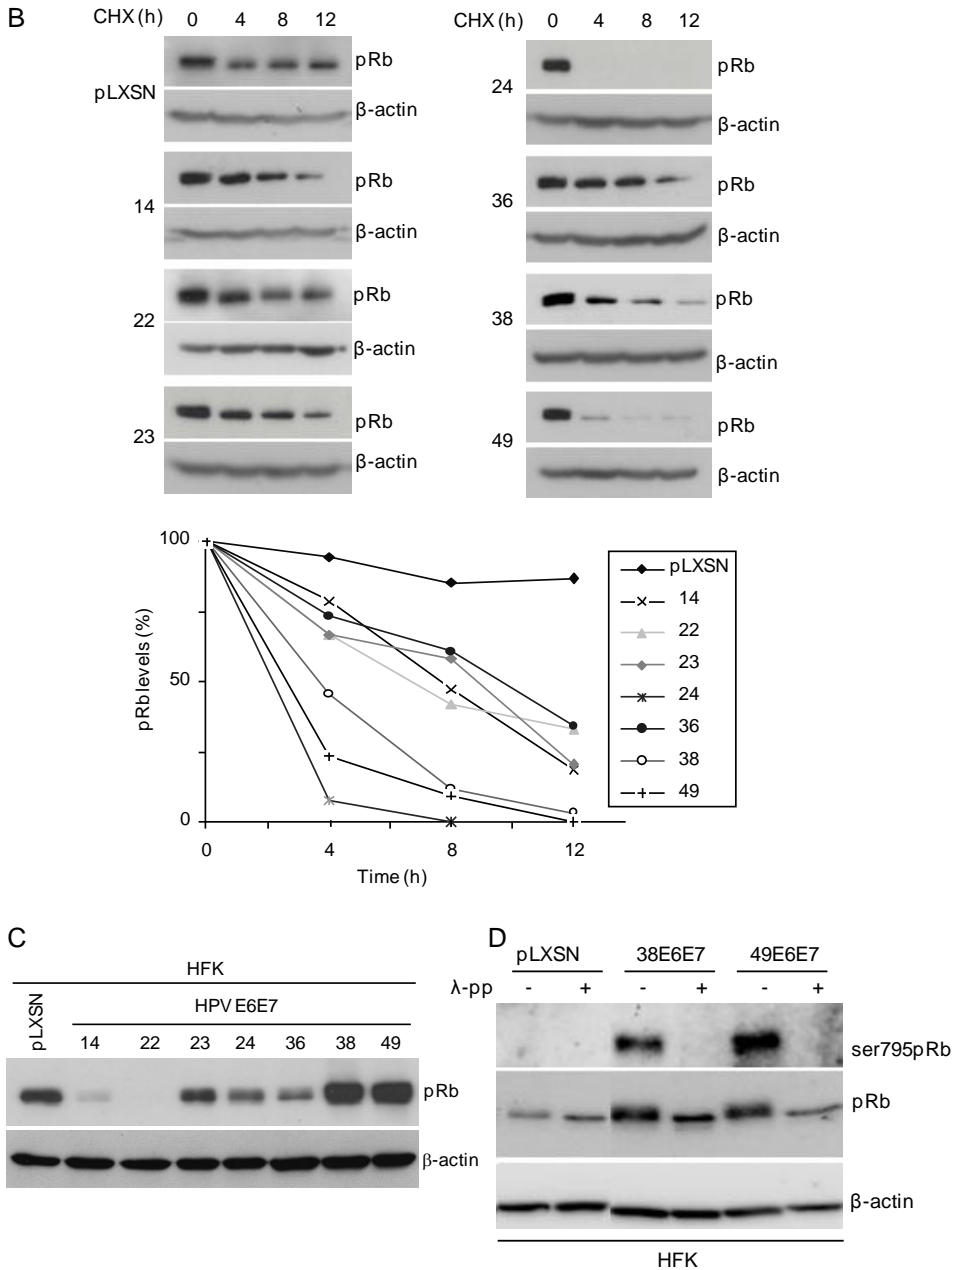 B
CHX (h) 0 4 8 12
pLXSN
pRb
β-actin
14
pRb
β-actin
22
pRb
β-actin
23
pRb
β-actin
CHX (h) 0 4 8 12
24
pRb
β-actin
36
pRb
β-actin
38
pRb
β-actin
49
pRb
β-actin
pRb levels (%)
100
50
0
0 4 8 12
Time (h)
pLXSN
14
22
23
24
36
38
49
C
HFK
pLXSN
HPV E6E7
14 22 23 24 36 38 49
pRb
β-actin
D
pLXSN 38E6E7 49E6E7
λ-pp - + - + - +
ser795pRb
pRb
β-actin
HFK